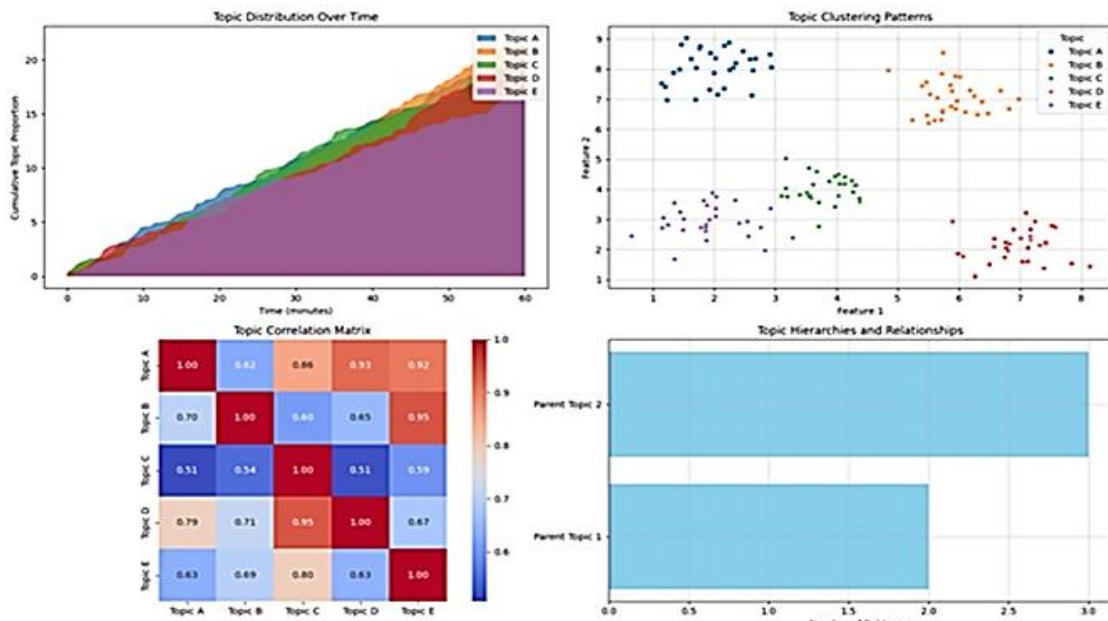 Topic Distribution Over Time
Cumulative Topic Proportion
20
15
10
5
0
Topic A
Topic B
Topic C
Topic D
Topic E
0 10 20 30 40 50 60
Time (minutes)
Topic Clustering Patterns
Feature 2
9
8
7
6
5
4
3
2
1
Topic
Topic A
Topic B
Topic C
Topic D
Topic E
1 2 3 4 5 6 7 8
Feature 1
Topic Correlation Matrix
Topic A 1.00 0.62 0.86 0.93 0.92
Topic B 0.70 1.00 0.60 0.65 0.95
Topic C 0.51 0.54 1.00 0.51 0.59
Topic D 0.79 0.71 0.95 1.00 0.67
Topic E 0.63 0.69 0.80 0.63 1.00
Topic A Topic B Topic C Topic D Topic E
1.0
0.9
0.8
0.7
0.6
Topic Hierarchies and Relationships
Parent Topic 2
Parent Topic 1
0.0 0.5 1.0 1.5 2.0 2.5 3.0